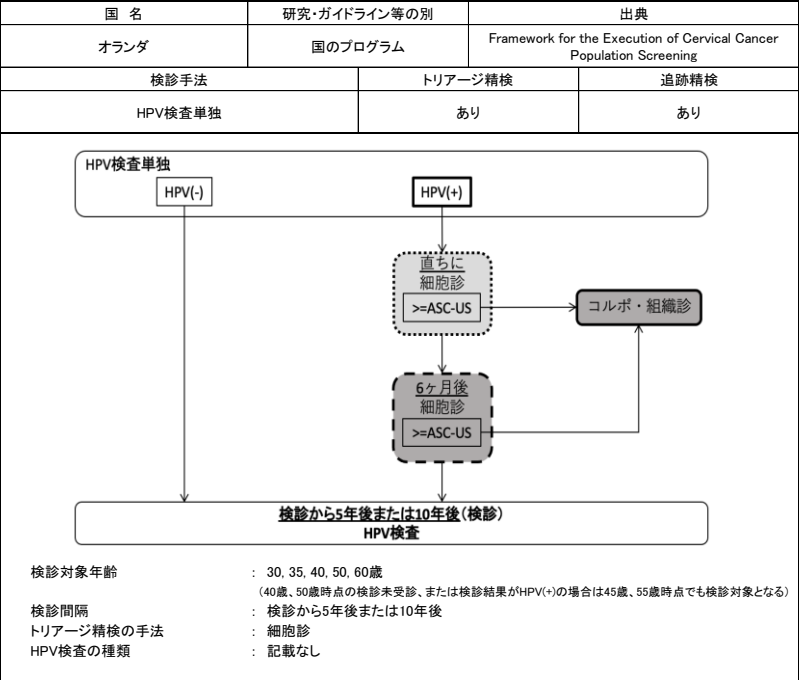 国 名 研究・ガイドライン等の別 出典
オランダ 国のプログラム Framework for the Execution of Cervical Cancer
Population Screening
検診手法 トリアージ精検 追跡精検
HPV検査単独 あり あり
HPV検査単独
HPV(-) HPV(+)
直ちに
細胞診
>=ASC-US コルポ・組織診
6ヶ月後
細胞診
>=ASC-US
検診から5年後または10年後(検診)
HPV検査
検診対象年齢 : 30, 35, 40, 50, 60歳
(40歳、50歳時点の検診未受診、または検診結果がHPV(+)の場合は45歳、55歳時点でも検診対象となる)
検診間隔 : 検診から5年後または10年後
トリアージ精検の手法 : 細胞診
HPV検査の種類 : 記載なし